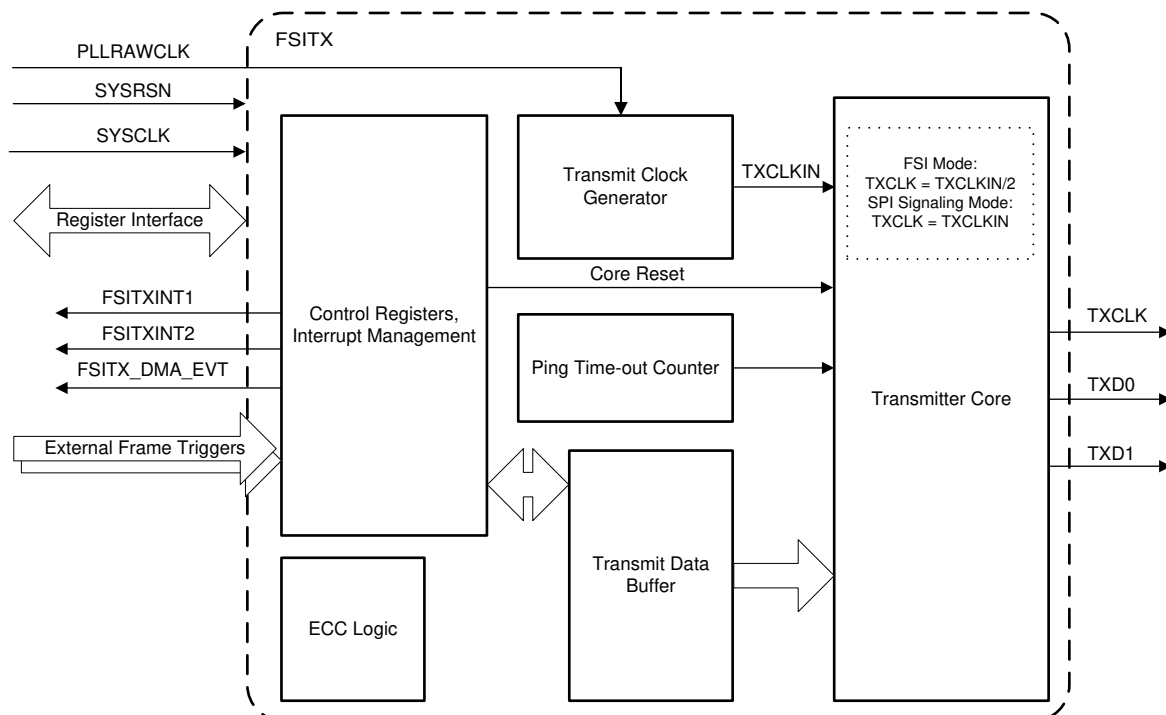 FSITX
PLLRAWCLK
SYSRSN
SYSCLK
Register Interface
FSITXINT1
FSITXINT2
FSITX_DMA_EVT
External Frame Triggers
Control Registers,
Interrupt Management
ECC Logic
Transmit Clock
Generator
TXCLKIN
Core Reset
Ping Time-out Counter
Transmit Data
Buffer
FSI Mode:
TXCLK = TXCLKIN/2
SPI Signaling Mode:
TXCLK = TXCLKIN
Transmitter Core
TXCLK
TXD0
TXD1